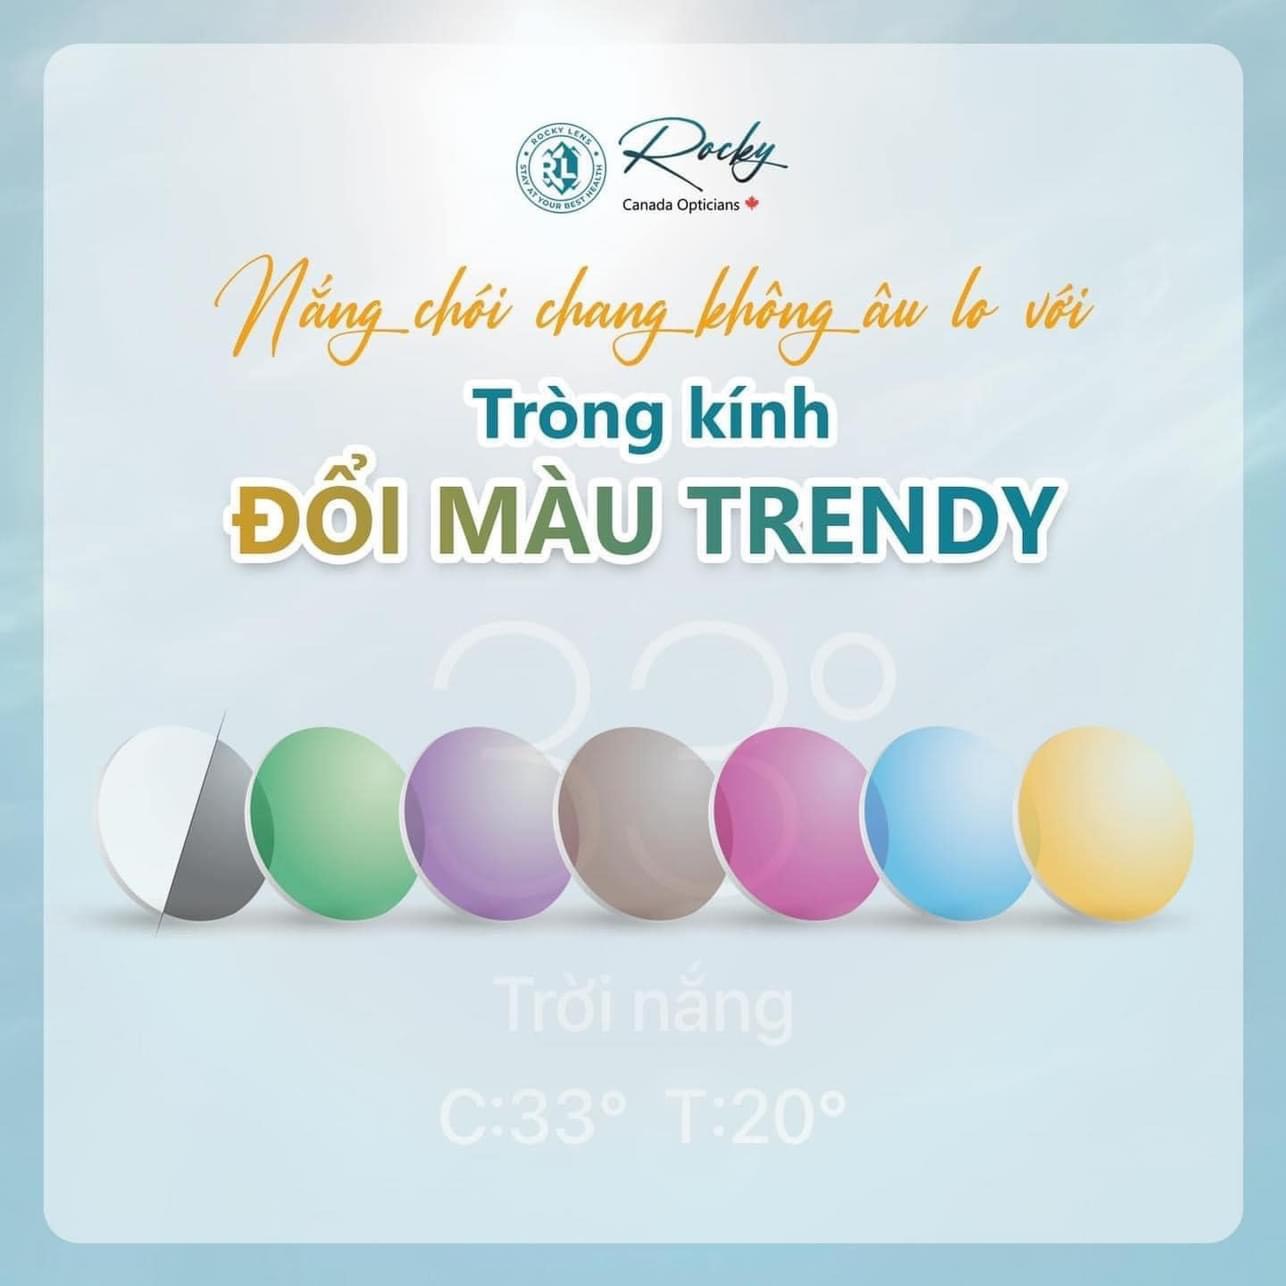 ROCKY LENS
STAY AT YOUR BEST HEALTH
RL
Rocky
Canada Opticians
Nắng chói chang không âu lo với
Tròng kính
ĐỔI MÀU TRENDY
Trời nắng
C:33° T:20°